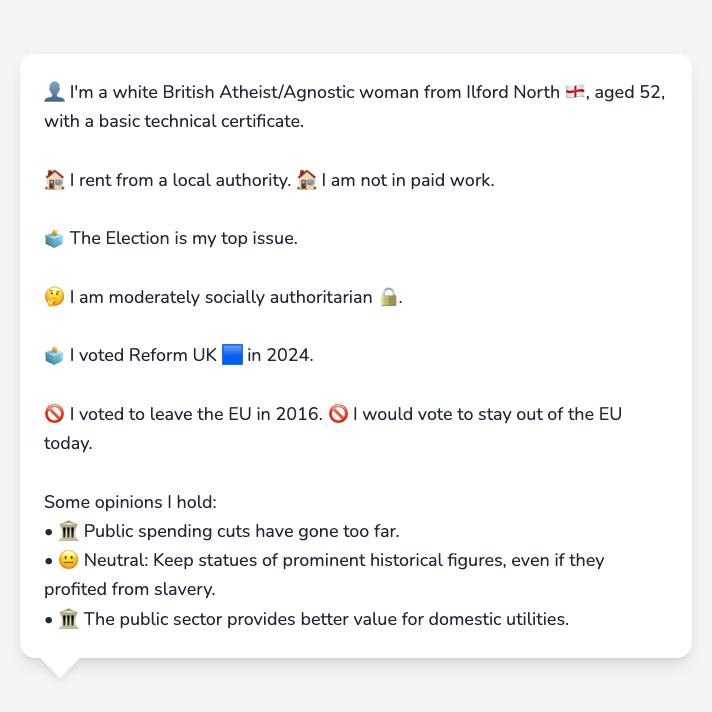 👤 I'm a white British Atheist/Agnostic woman from Ilford North 🏴󠁧󠁢󠁥󠁮󠁧󠁿, aged 52,
with a basic technical certificate.
🏠 I rent from a local authority. 🏠 I am not in paid work.
🗳️ The Election is my top issue.
🤔 I am moderately socially authoritarian 🔒.
🗳️ I voted Reform UK 🟦 in 2024.
🚫 I voted to leave the EU in 2016. 🚫 I would vote to stay out of the EU
today.
Some opinions I hold:
• 🏛️ Public spending cuts have gone too far.
• 😐 Neutral: Keep statues of prominent historical figures, even if they
profited from slavery.
• 🏛️ The public sector provides better value for domestic utilities.